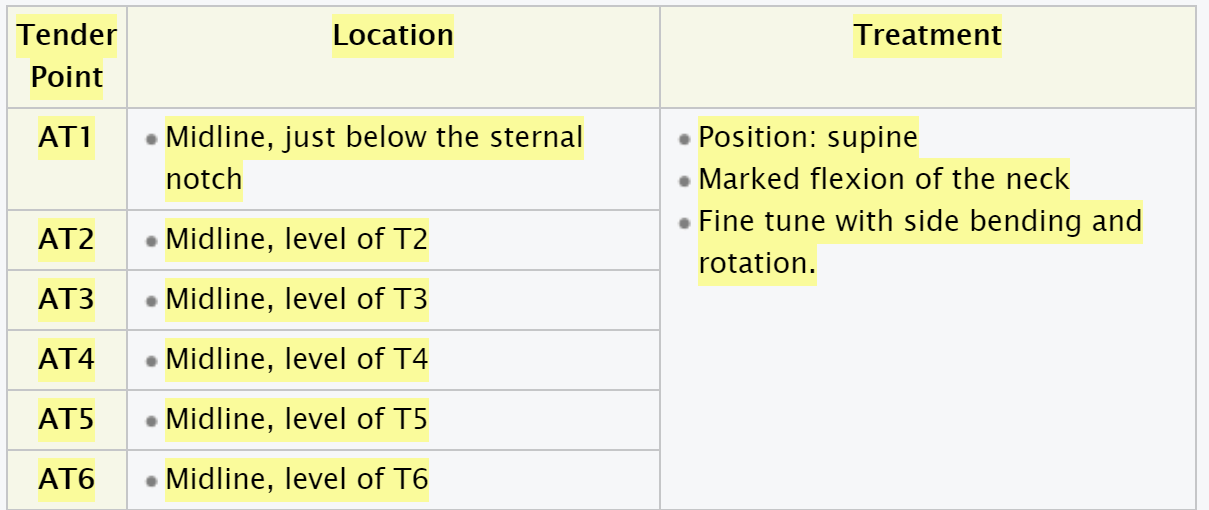 Tender Point
Location
Treatment
AT1
Midline, just below the sternal
notch
Position: supine
Marked flexion of the neck
Fine tune with side bending and
rotation.
AT2
Midline, level of T2
AT3
Midline, level of T3
AT4
Midline, level of T4
AT5
Midline, level of T5
AT6
Midline, level of T6